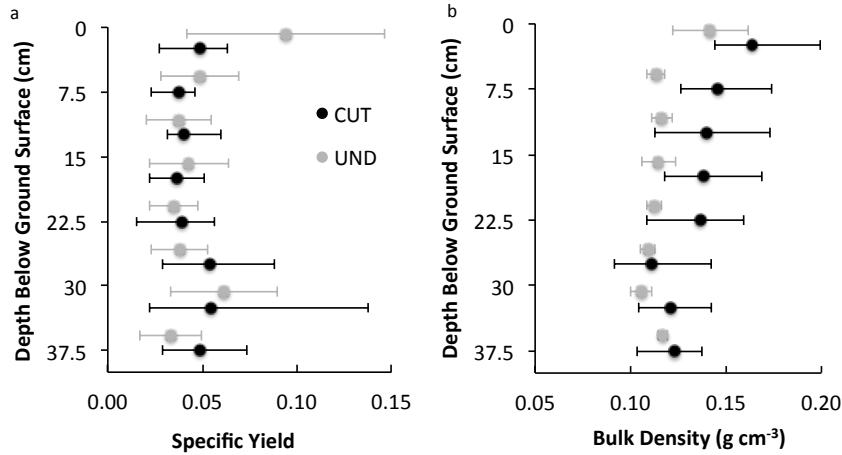 a
0
7.5
15
22.5
30
37.5
Depth Below Ground Surface (cm)
CUT
UND
0.00
0.05
0.10
0.15
Specific Yield
b
0
7.5
15
22.5
30
37.5
Depth Below Ground Surface (cm)
0.05
0.10
0.15
0.20
Bulk Density (g cm⁻³)